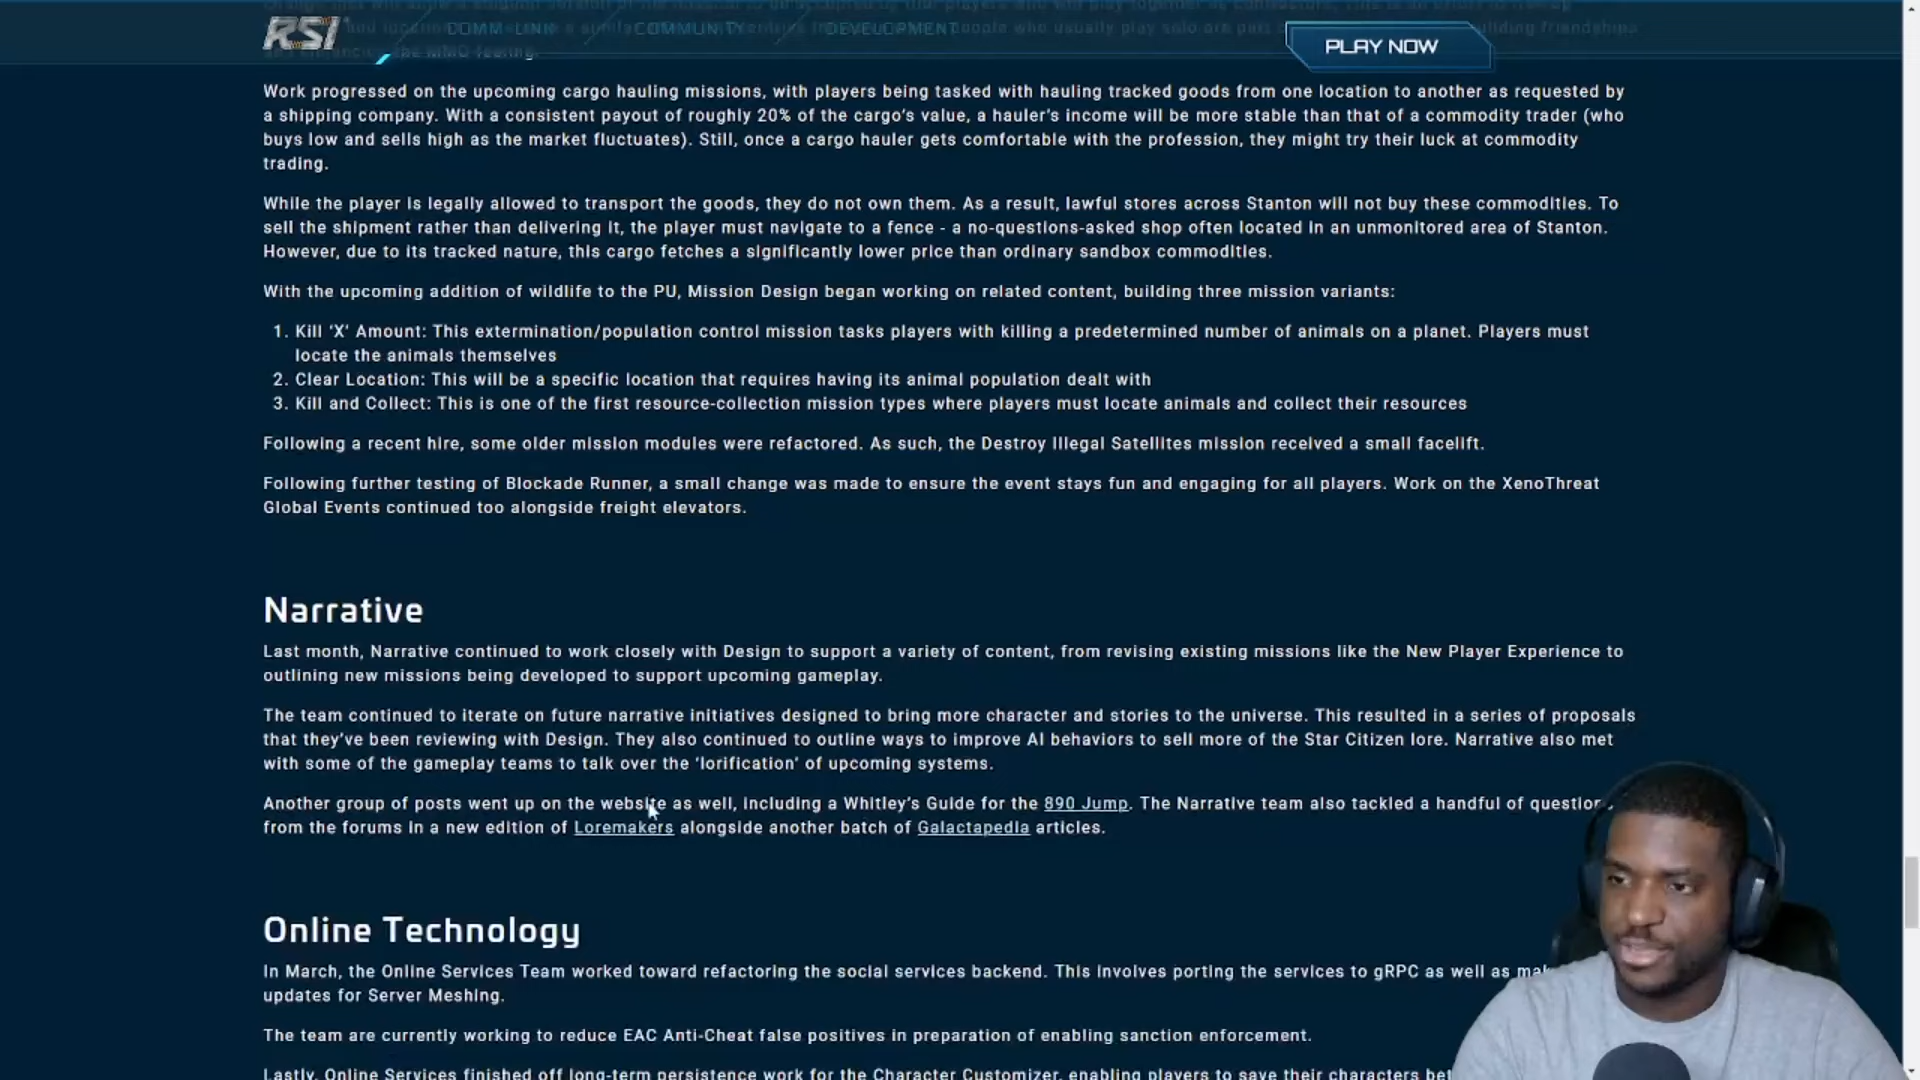 RSI
COMM-LINK COMMUNITY DEVELOPMENT
PLAY NOW
Work progressed on the upcoming cargo hauling missions, with players being tasked with hauling tracked goods from one location to another as requested by
a shipping company. With a consistent payout of roughly 20% of the cargo's value, a hauler's income will be more stable than that of a commodity trader (who
buys low and sells high as the market fluctuates). Still, once a cargo hauler gets comfortable with the profession, they might try their luck at commodity
trading.
While the player is legally allowed to transport the goods, they do not own them. As a result, lawful stores across Stanton will not buy these commodities. To
sell the shipment rather than delivering it, the player must navigate to a fence - a no-questions-asked shop often located in an unmonitored area of Stanton.
However, due to its tracked nature, this cargo fetches a significantly lower price than ordinary sandbox commodities.
With the upcoming addition of wildlife to the PU, Mission Design began working on related content, building three mission variants:
1. Kill ‘X’ Amount: This extermination/population control mission tasks players with killing a predetermined number of animals on a planet. Players must
locate the animals themselves
2. Clear Location: This will be a specific location that requires having its animal population dealt with
3. Kill and Collect: This is one of the first resource-collection mission types where players must locate animals and collect their resources
Following a recent hire, some older mission modules were refactored. As such, the Destroy Illegal Satellites mission received a small facelift.
Following further testing of Blockade Runner, a small change was made to ensure the event stays fun and engaging for all players. Work on the XenoThreat
Global Events continued too alongside freight elevators.
Narrative
Last month, Narrative continued to work closely with Design to support a variety of content, from revising existing missions like the New Player Experience to
outlining new missions being developed to support upcoming gameplay.
The team continued to iterate on future narrative initiatives designed to bring more character and stories to the universe. This resulted in a series of proposals
that they've been reviewing with Design. They also continued to outline ways to improve AI behaviors to sell more of the Star Citizen lore. Narrative also met
with some of the gameplay teams to talk over the ‘lorification’ of upcoming systems.
Another group of posts went up on the website as well, including a Whitley's Guide for the 890 Jump. The Narrative team also tackled a handful of question
from the forums in a new edition of Loremakers alongside another batch of Galactapedia articles.
Online Technology
In March, the Online Services Team worked toward refactoring the social services backend. This involves porting the services to gRPC as well as
updates for Server Meshing.
The team are currently working to reduce EAC Anti-Cheat false positives in preparation of enabling sanction enforcement.
Lastly, Online Services finished off long-term persistence work for the Character Customizer, enabling players to save their characters